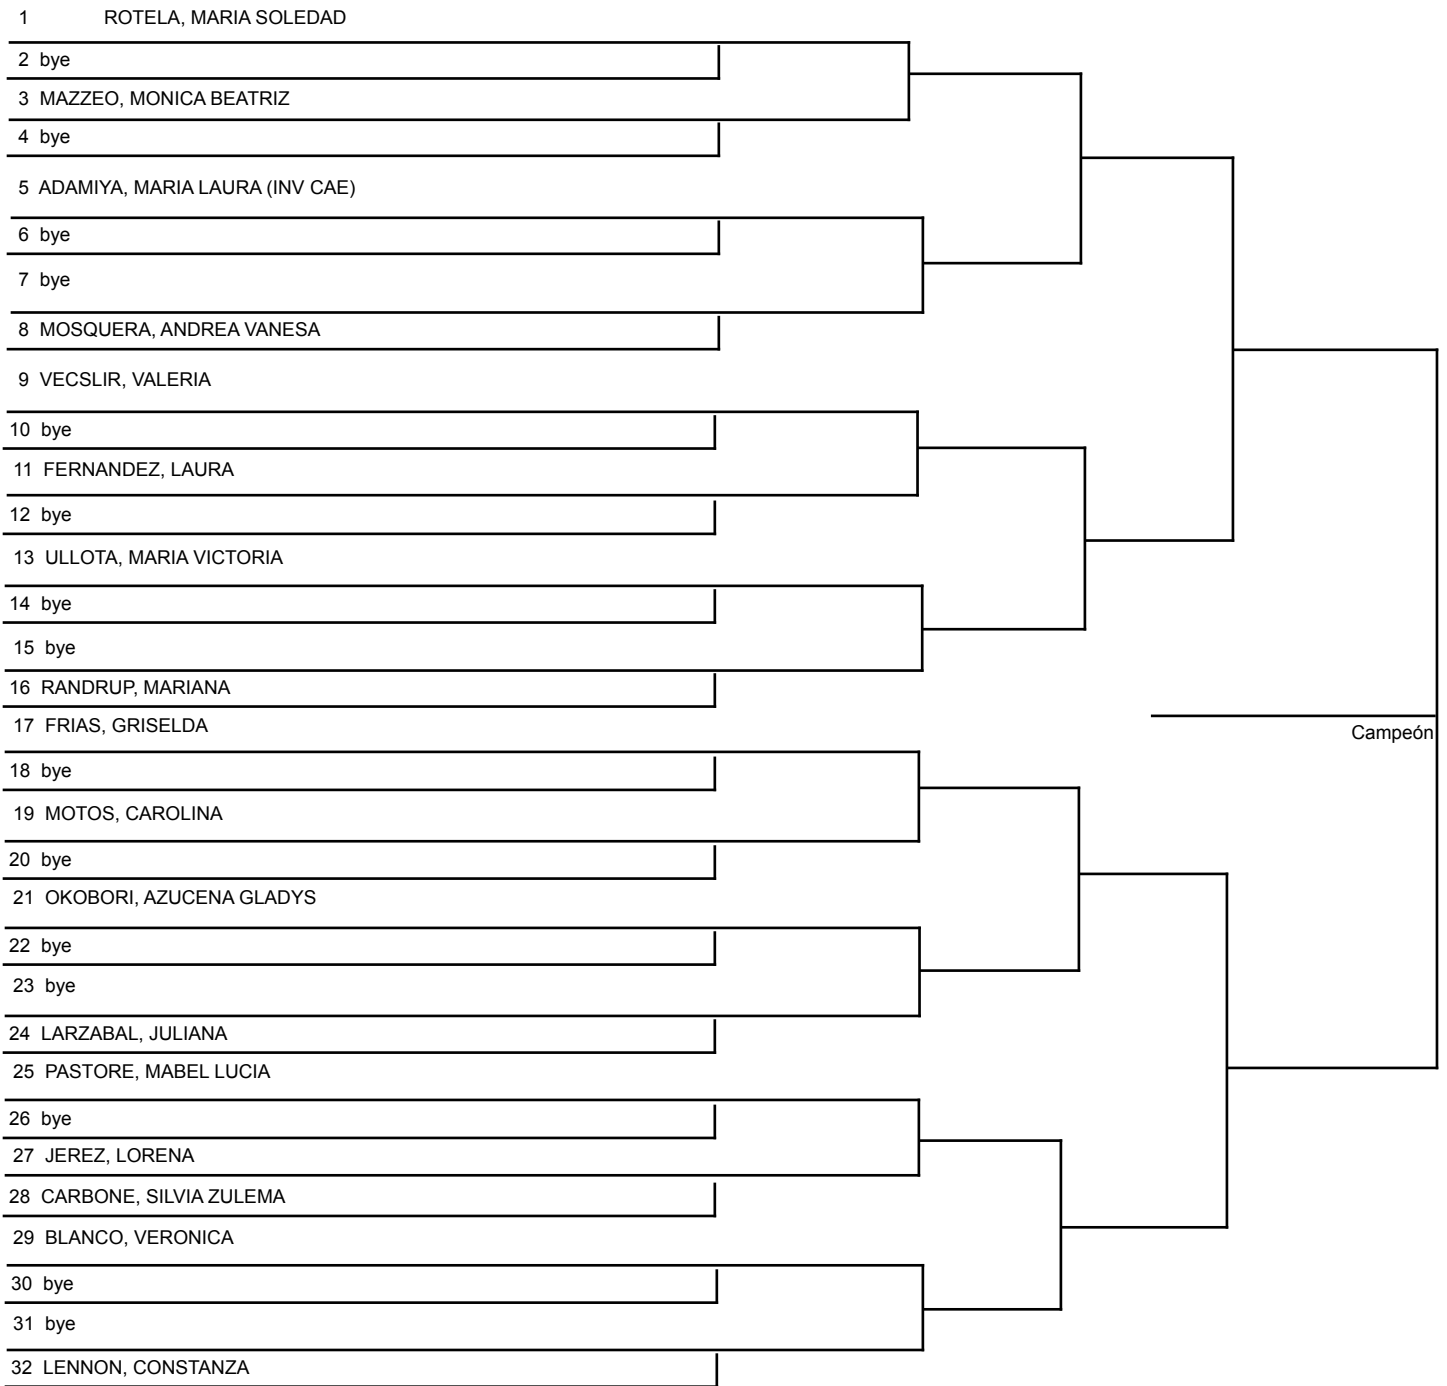 1 ROTELA, MARIA SOLEDAD
2 bye
3 MAZZEO, MONICA BEATRIZ
4 bye
5 ADAMIYA, MARIA LAURA (INV CAE)
6 bye
7 bye
8 MOSQUERA, ANDREA VANESA
9 VECSLIR, VALERIA
10 bye
11 FERNANDEZ, LAURA
12 bye
13 ULLOTA, MARIA VICTORIA
14 bye
15 bye
16 RANDRUP, MARIANA
17 FRIAS, GRISELDA
Campeón
18 bye
19 MOTOS, CAROLINA
20 bye
21 OKOBORI, AZUCENA GLADYS
22 bye
23 bye
24 LARZABAL, JULIANA
25 PASTORE, MABEL LUCIA
26 bye
27 JEREZ, LORENA
28 CARBONE, SILVIA ZULEMA
29 BLANCO, VERONICA
30 bye
31 bye
32 LENNON, CONSTANZA